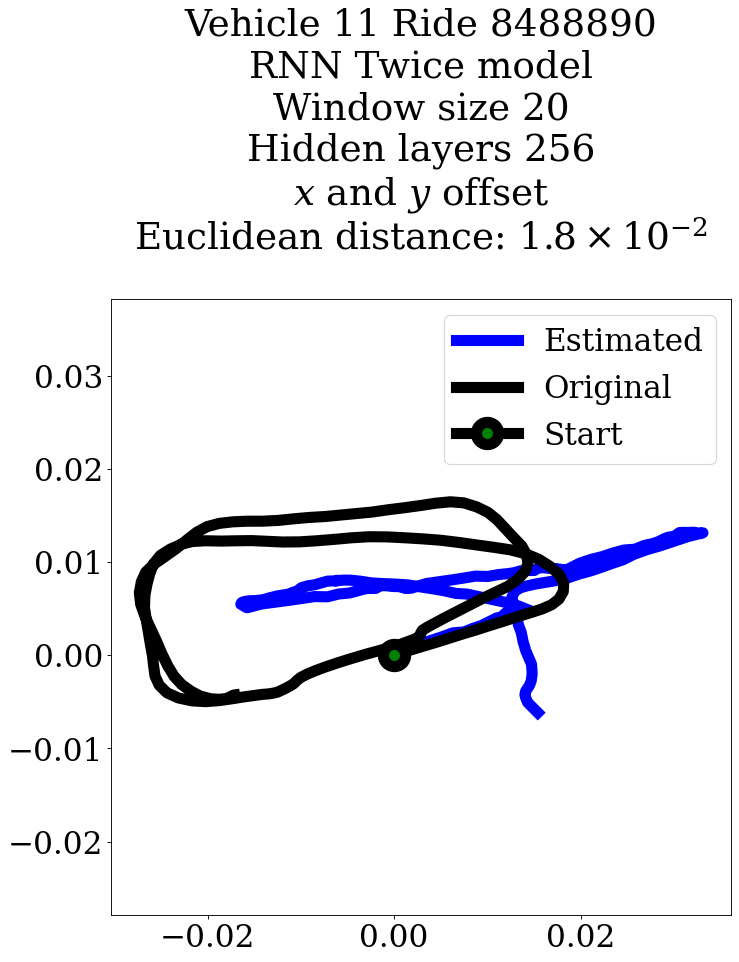 Vehicle 11 Ride 8488890
RNN Twice model
Window size 20
Hidden layers 256
x and y offset
Euclidean distance: 1.8 × 10⁻²
Estimated
Original
Start
0.03
0.02
0.01
0.00
−0.01
−0.02
−0.02 0.00 0.02